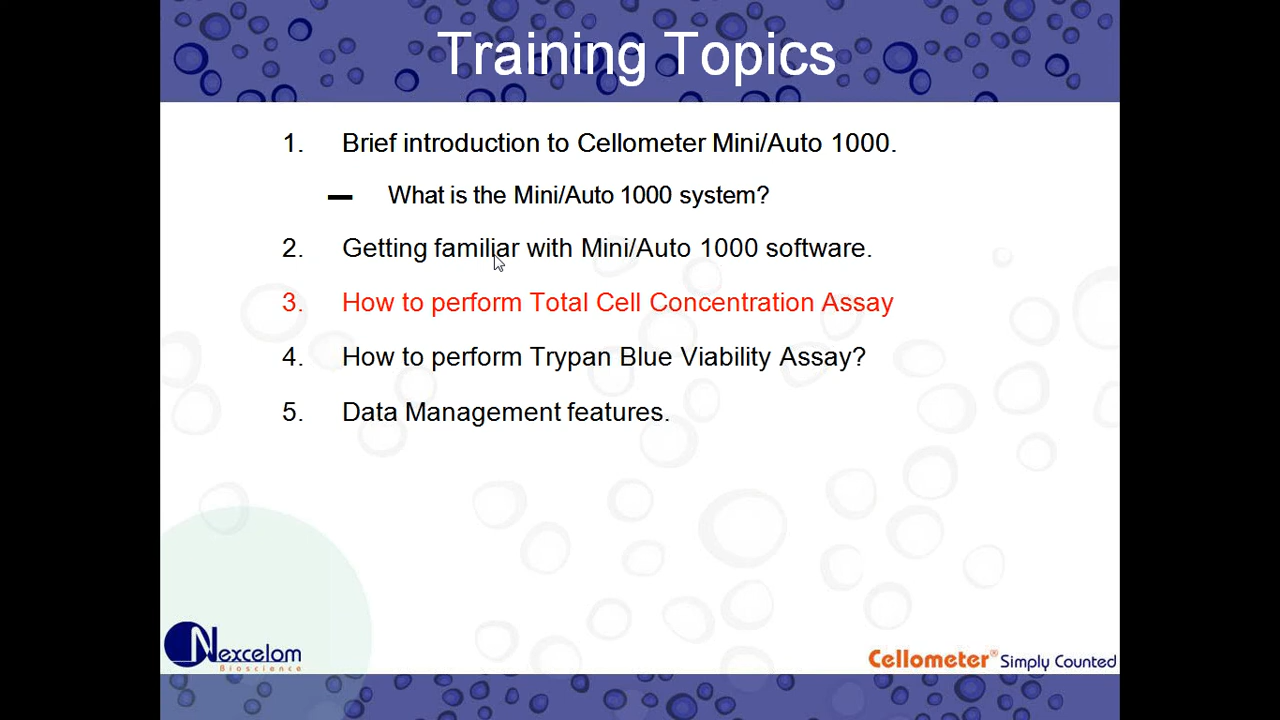 Training Topics
1. Brief introduction to Cellometer Mini/Auto 1000.
– What is the Mini/Auto 1000 system?
2. Getting familiar with Mini/Auto 1000 software.
3. How to perform Total Cell Concentration Assay
4. How to perform Trypan Blue Viability Assay?
5. Data Management features.
Nexcelom
Bioscience
Cellometer® Simply Counted